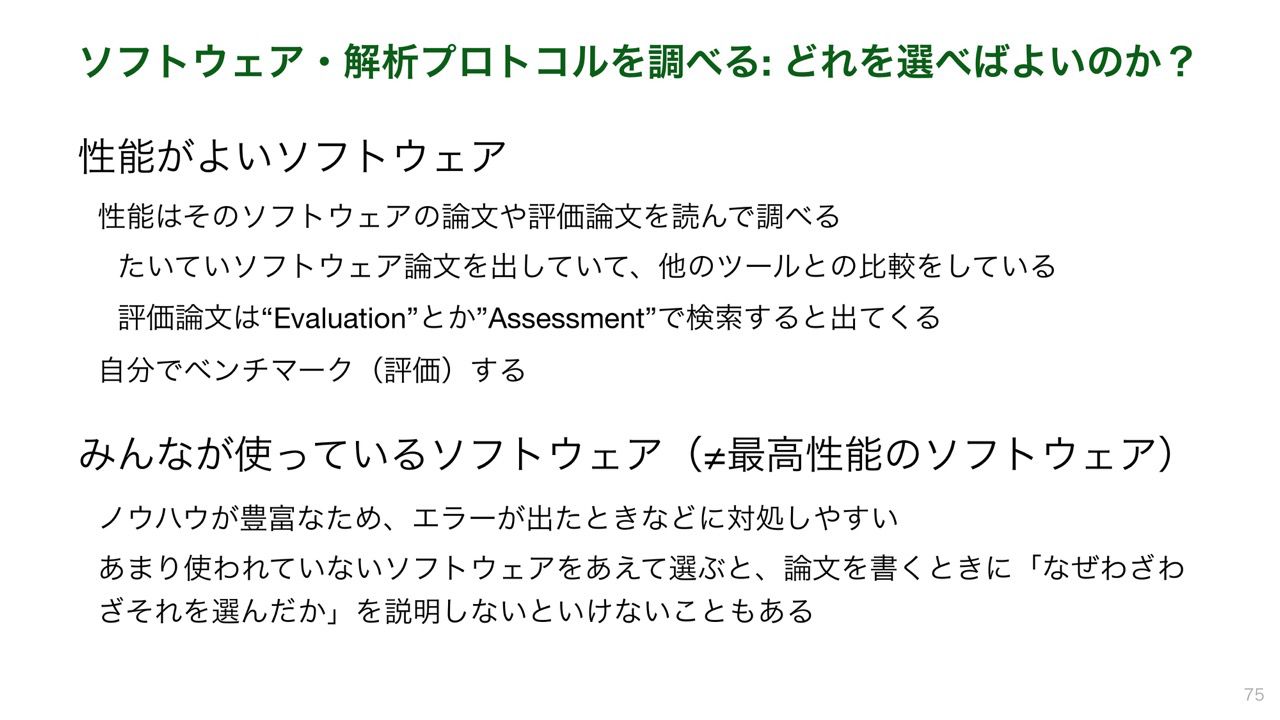 ソフトウェア・解析プロトコルを調べる: どれを選べばよいのか？
性能がよいソフトウェア
性能はそのソフトウェアの論文や評価論文を読んで調べる
たいていソフトウェア論文を出していて、他のツールとの比較をしている
評価論文は“Evaluation”とか”Assessment”で検索すると出てくる
自分でベンチマーク（評価）する
みんなが使っているソフトウェア（≠最高性能のソフトウェア）
ノウハウが豊富なため、エラーが出たときなどに対処しやすい
あまり使われていないソフトウェアをあえて選ぶと、論文を書くときに「なぜわざわ
ざそれを選んだか」を説明しないといけないこともある
75